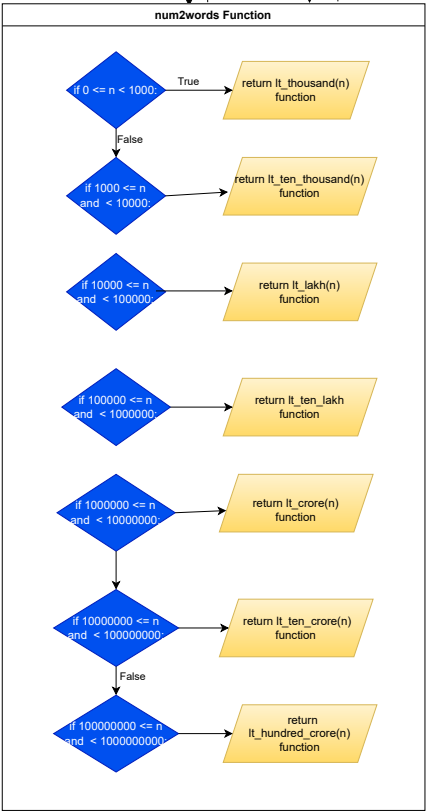 num2words Function
if 0 <= n < 1000:
True
return lt_thousand(n)
function
False
if 1000 <= n
and < 10000:
return lt_ten_thousand(n)
function
if 10000 <= n
and < 100000:
return lt_lakh(n)
function
if 100000 <= n
and < 1000000:
return lt_ten_lakh
function
if 1000000 <= n
and < 10000000:
return lt_crore(n)
function
if 10000000 <= n
and < 100000000:
return lt_ten_crore(n)
function
False
if 100000000 <= n
and < 1000000000:
return
lt_hundred_crore(n)
function